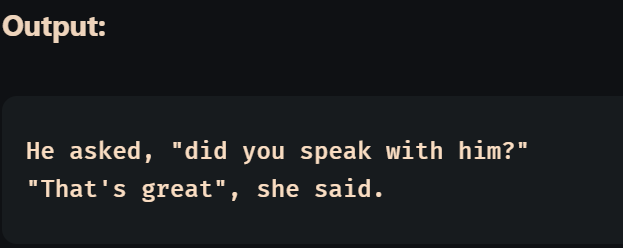 Output:
He asked, "did you speak with him?"
"That's great", she said.